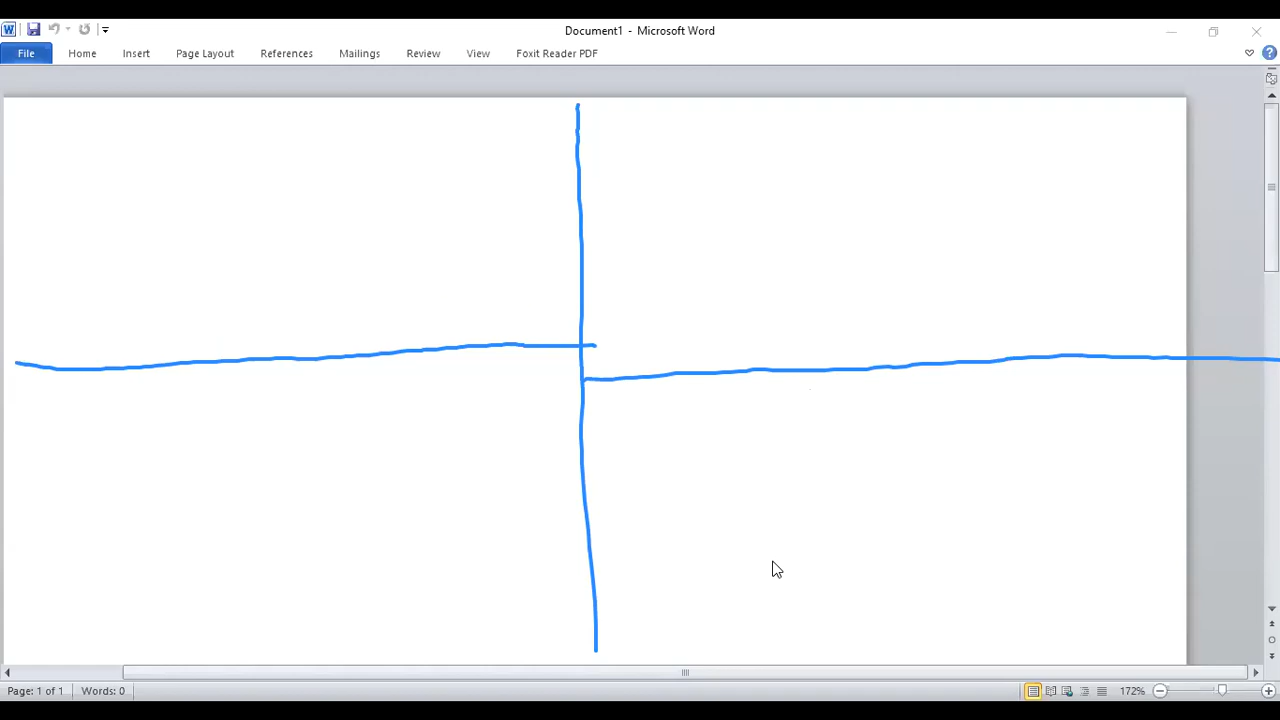 Document1 - Microsoft Word
File Home Insert Page Layout References Mailings Review View Foxit Reader PDF
Page: 1 of 1 Words: 0 172%